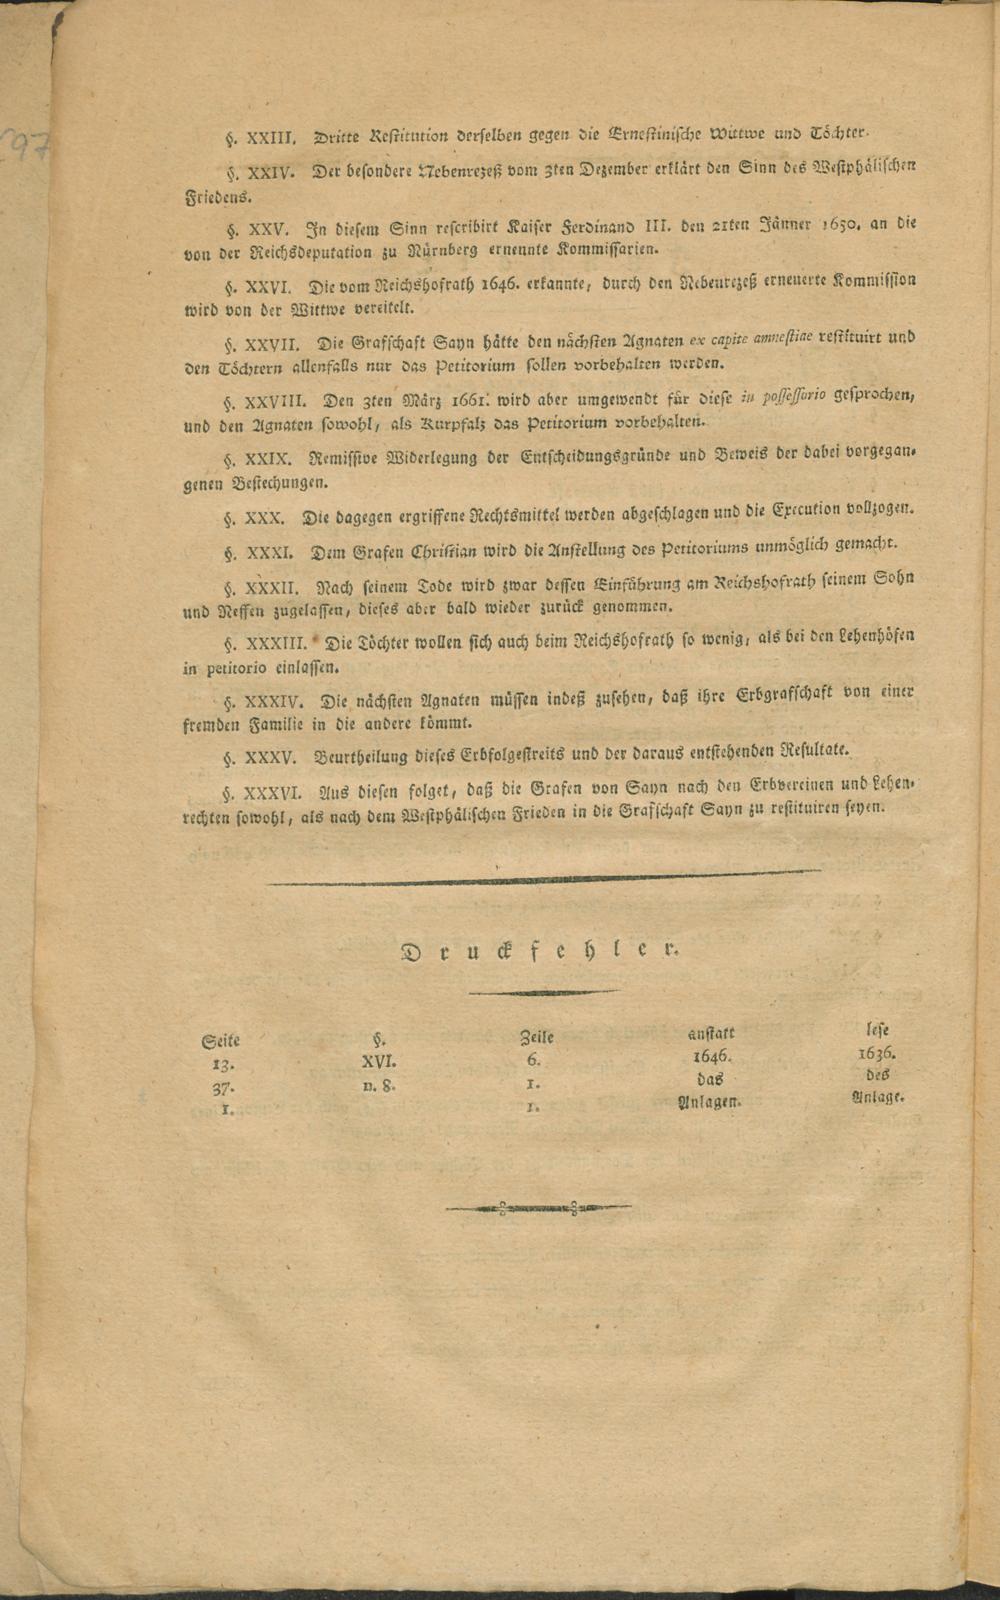 97
§. XXIII. Dritte Restitution derselben gegen die Ernestinische Wittwe und Töchter.
§. XXIV. Der besondere Nebenrezeß vom 3ten Dezember erklärt den Sinn des Westphälischen
Friedens.
§. XXV. In diesem Sinn rescribirt Kaiser Ferdinand III. den 21ten Jänner 1650. an die
von der Reichsdeputation zu Nürnberg ernennte Kommissarien.
§. XXVI. Die vom Reichshofrath 1646. erkannte, durch den Nebenrezeß erneuerte Kommission
wird von der Wittwe vereitelt.
§. XXVII. Die Grafschaft Sayn hätte den nächsten Agnaten ex capite amnestiae restituirt und
den Töchtern allenfalls nur das Petitorium sollen vorbehalten werden.
§. XXVIII. Den 3ten März 1661. wird aber umgewendt für diese in possessorio gesprochen,
und den Agnaten sowohl, als Kurpfalz das Petitorium vorbehalten.
§. XXIX. Remissive Widerlegung der Entscheidungsgründe und Beweis der dabei vorgegan-
genen Bestechungen.
§. XXX. Die dagegen ergriffene Rechtsmittel werden abgeschlagen und die Execution vollzogen.
§. XXXI. Dem Grafen Christian wird die Anstellung des Petitoriums unmöglich gemacht.
§. XXXII. Nach seinem Tode wird zwar dessen Einführung am Reichshofrath seinem Sohn
und Neffen zugelassen, dieses aber bald wieder zurück genommen.
§. XXXIII. Die Töchter wollen sich auch beim Reichshofrath so wenig, als bei den Lehenhöfen
in petitorio einlassen.
§. XXXIV. Die nächsten Agnaten müssen indeß zusehen, daß ihre Erbgrafschaft von einer
fremden Familie in die andere kömmt.
§. XXXV. Beurtheilung dieses Erbfolgestreits und der daraus entstehenden Resultate.
§. XXXVI. Aus diesen folget, daß die Grafen von Sayn nach den Erbvereinen und Lehen-
rechten sowohl, als nach dem Westphälischen Frieden in die Grafschaft Sayn zu restituiren seyen.
Druckfehler.
Seite §. Zeile anstatt lese
13. XVI. 6. 1646. 1636.
37. n. 8. 1. das des
1. 1. Anlagen. Anlage.